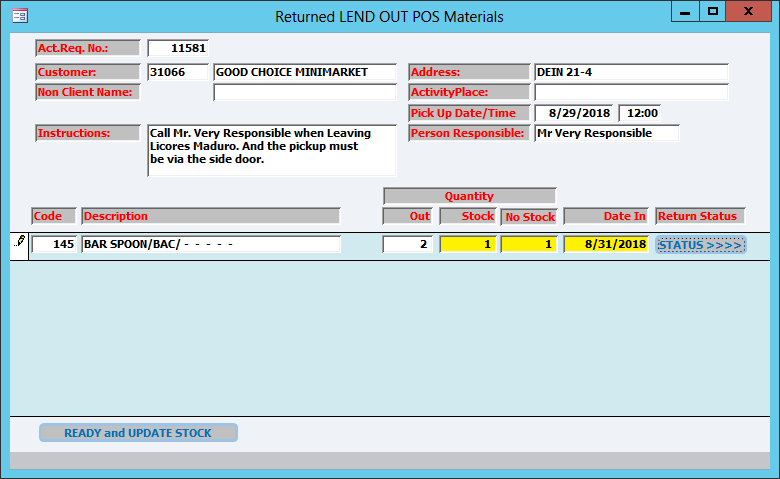 Returned LEND OUT POS Materials
Act.Req. No.: 11581
Customer: 31066 GOOD CHOICE MINIMARKET Address: DEIN 21-4
Non Client Name: ActivityPlace:
Pick Up Date/Time 8/29/2018 12:00
Instructions: Call Mr. Very Responsible when Leaving Person Responsible: Mr Very Responsible
Licores Maduro. And the pickup must
be via the side door.
Quantity
Code Description Out Stock No Stock Date In Return Status
145 BAR SPOON/BAC/ - - - - - 2 1 1 8/31/2018 STATUS >>>>
READY and UPDATE STOCK